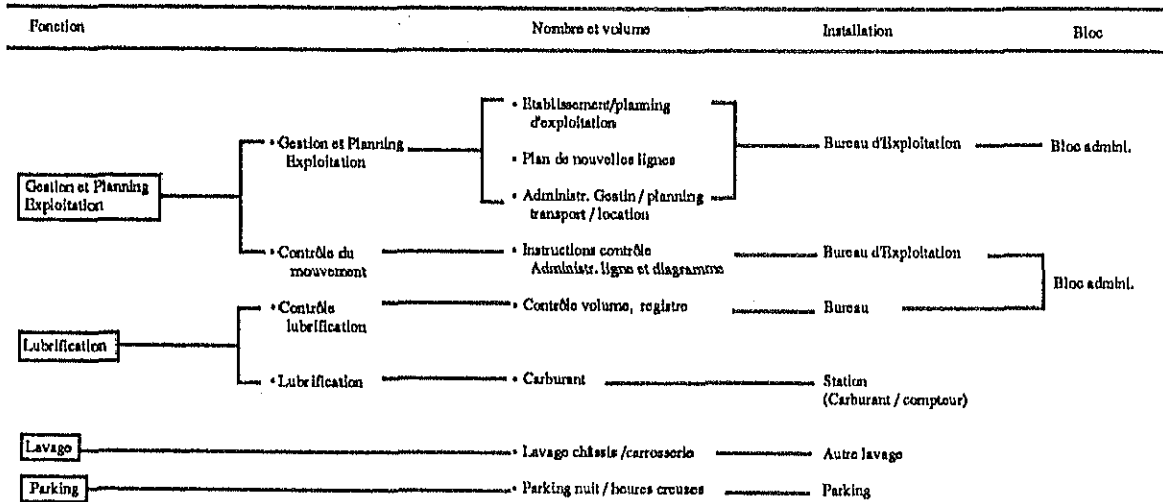 Fonction Nombre et volume Installation Bloc
• Etablissement/planning
d'exploitation
• Gestion et Planning
Exploitation
• Plan de nouvelles lignes
Bureau d'Exploitation
Bloc admini.
Gestion et Planning
Exploitation
• Administr. Gestin / planning
transport / location
• Contrôle du
mouvement
• Instructions contrôle
Administr. ligne et diagramme
Bureau d'Exploitation
Bloc admini.
• Contrôle
lubrification
• Contrôle volume, registre
Bureau
Lubrification
• Lubrification
• Carburant
Station
(Carburant / compteur)
Lavage
• Lavage châssis / carrosserie
Autre lavage
Parking
• Parking nuit / heures creuses
Parking